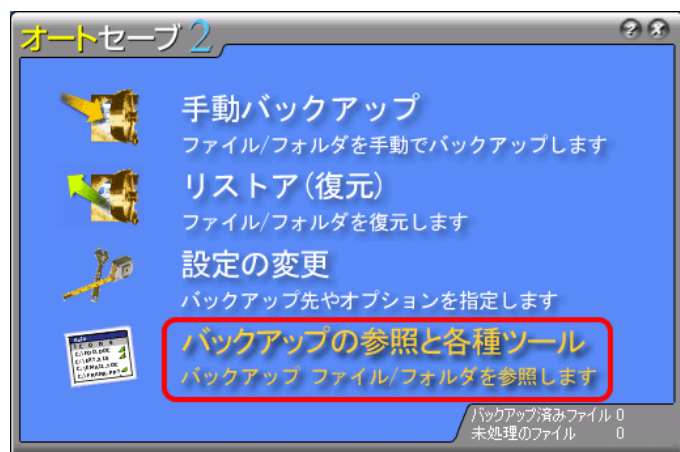 オートセーブ2
手動バックアップ
ファイル/フォルダを手動でバックアップします
リストア(復元)
ファイル/フォルダを復元します
設定の変更
バックアップ先やオプションを指定します
バックアップの参照と各種ツール
バックアップ ファイル/フォルダを参照します
バックアップ済みファイル 0
未処理のファイル 0